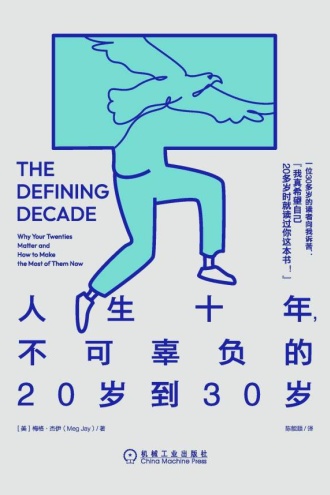 THE
DEFINING
DECADE
Why Your Twenties
Matter and
How to Make
the Most of Them Now
一位30多岁的读者向我诉苦、
“我真希望自己
20多岁时就读过你这本书！”
人生十年，
不可辜负的
20岁到30岁
[美] 梅格·杰伊（Meg Jay）著
陈能颉 译
机械工业出版社
China Machine Press